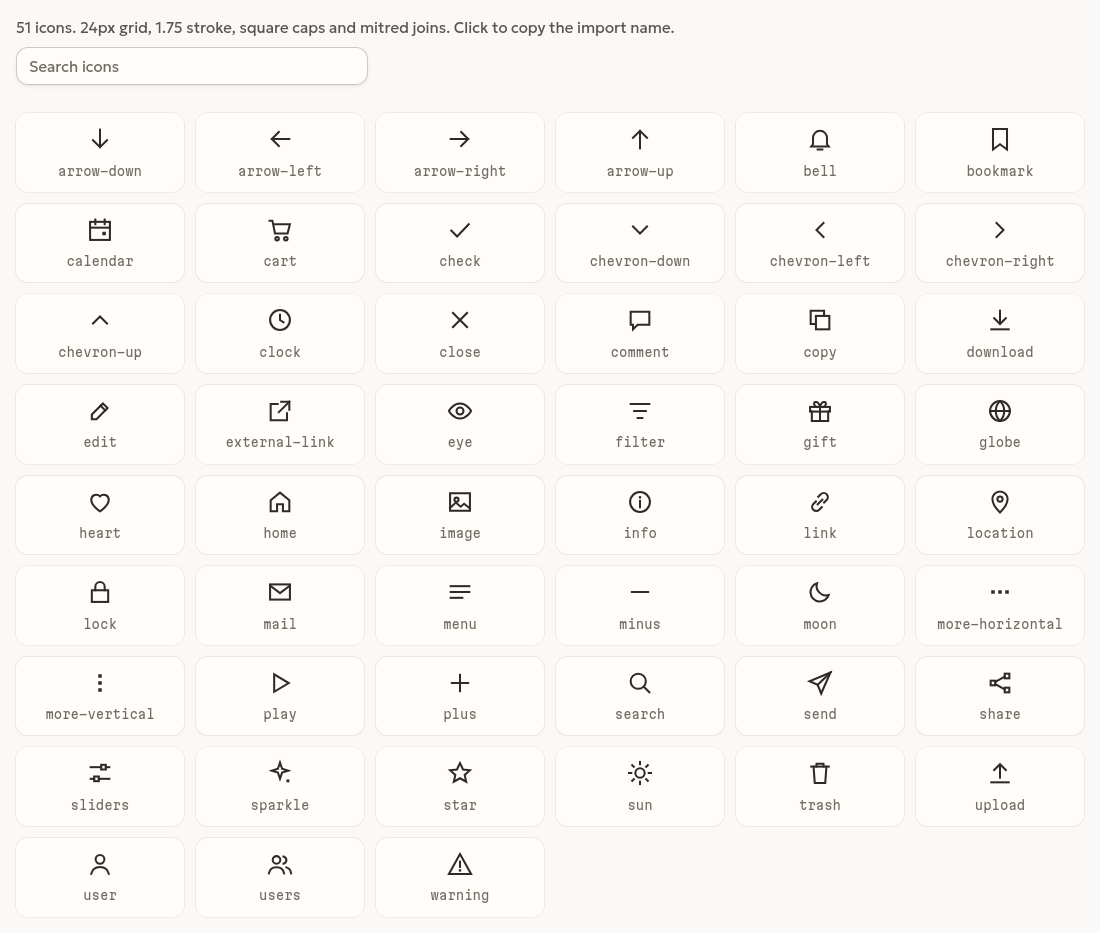 51 icons. 24px grid, 1.75 stroke, square caps and mitred joins. Click to copy the import name.
Search icons
arrow-down arrow-left arrow-right arrow-up bell bookmark
calendar cart check chevron-down chevron-left chevron-right
chevron-up clock close comment copy download
edit external-link eye filter gift globe
heart home image info link location
lock mail menu minus moon more-horizontal
more-vertical play plus search send share
sliders sparkle star sun trash upload
user users warning